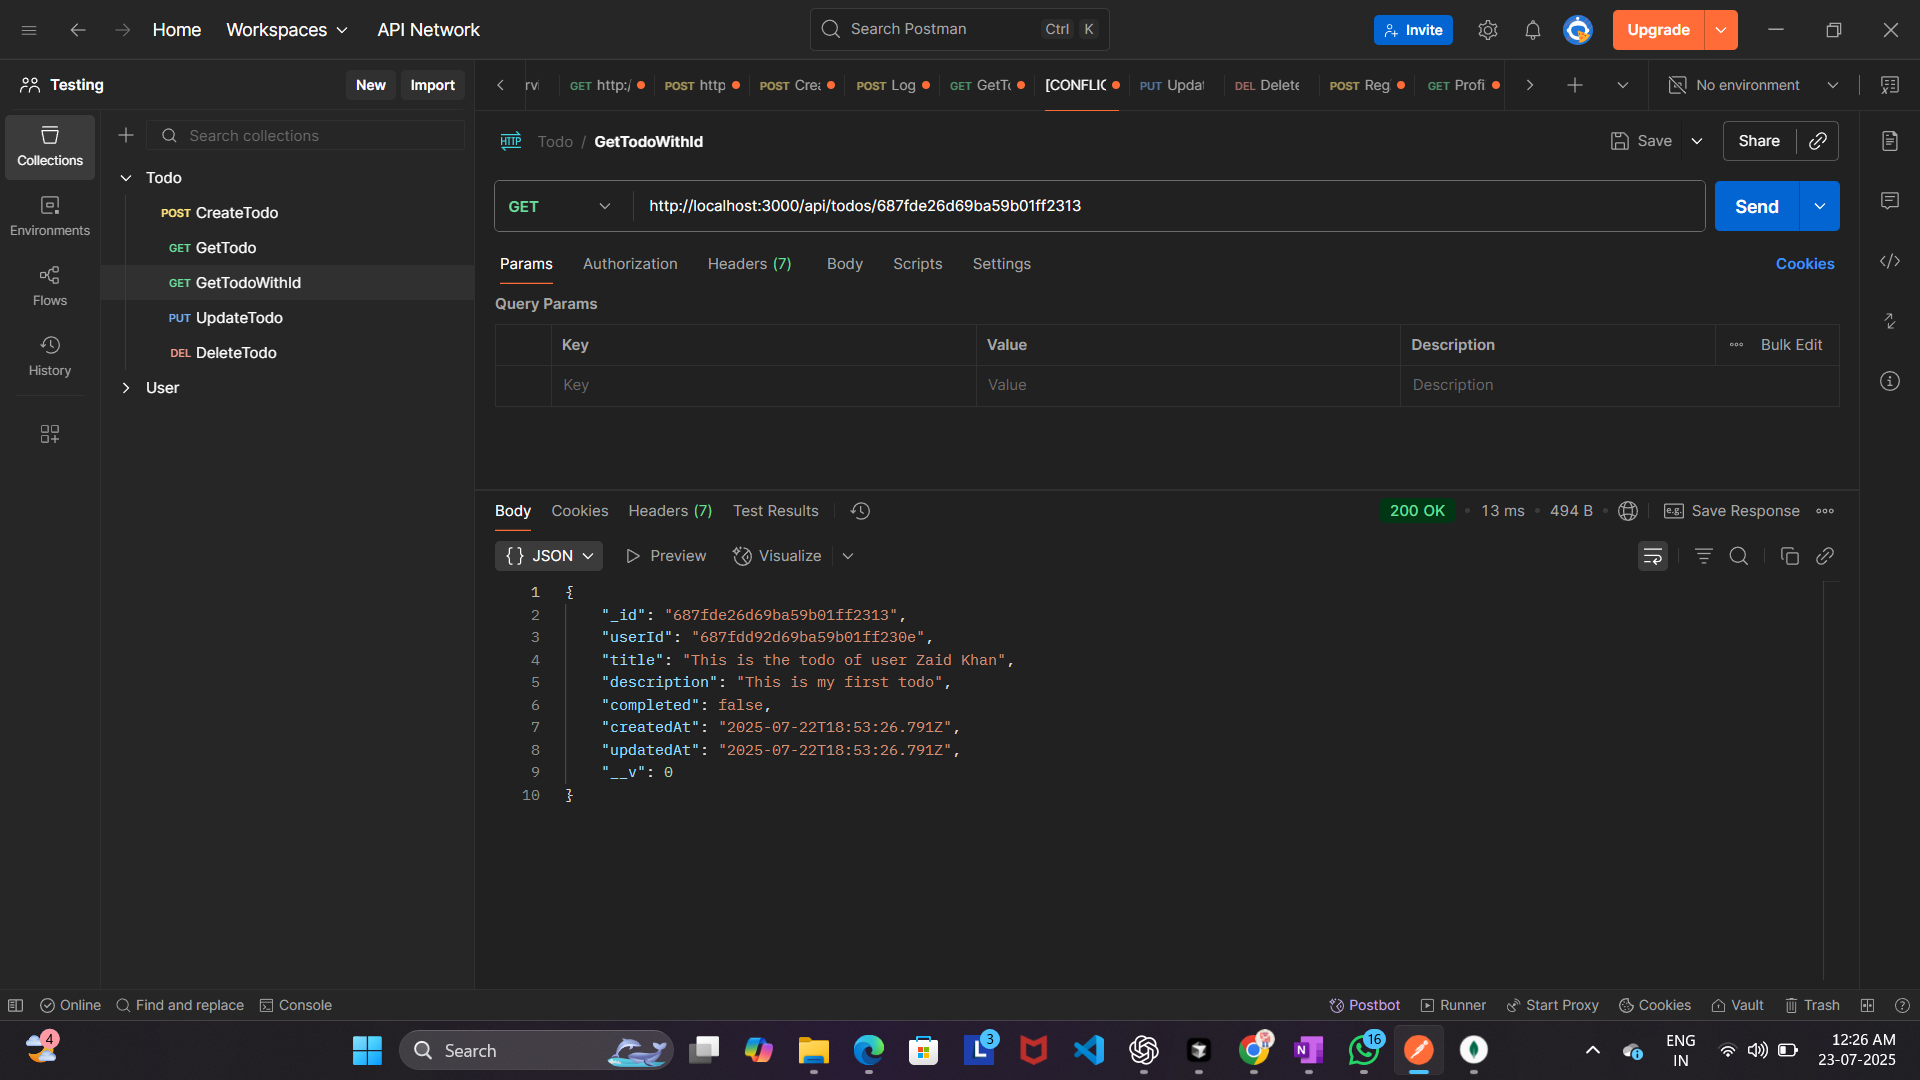 Home
Workspaces
API Network
Search Postman
Ctrl K
Invite
Upgrade
Testing
New
Import
GET http:/
POST http
POST Crea
POST Log
GET GetTo
[CONFLIC
PUT Updat
DEL Delete
POST Reg
GET Profi
No environment
Collections
Environments
Flows
History
Search collections
Todo
POST CreateTodo
GET GetTodo
GET GetTodoWithId
PUT UpdateTodo
DEL DeleteTodo
User
HTTP Todo / GetTodoWithId
Save
Share
GET
http://localhost:3000/api/todos/687fde26d69ba59b01ff2313
Send
Params Authorization Headers (7) Body Scripts Settings
Cookies
Query Params
Key Value Description Bulk Edit
Key Value Description
Body Cookies Headers (7) Test Results
200 OK • 13 ms • 494 B • e.g. Save Response
{} JSON Preview Visualize
1 {
2 "_id": "687fde26d69ba59b01ff2313",
3 "userId": "687fdd92d69ba59b01ff230e",
4 "title": "This is the todo of user Zaid Khan",
5 "description": "This is my first todo",
6 "completed": false,
7 "createdAt": "2025-07-22T18:53:26.791Z",
8 "updatedAt": "2025-07-22T18:53:26.791Z",
9 "__v": 0
10 }
Online Find and replace Console
Postbot Runner Start Proxy Cookies Vault Trash
4
Search
L 3
N
16
ENG
IN
12:26 AM
23-07-2025